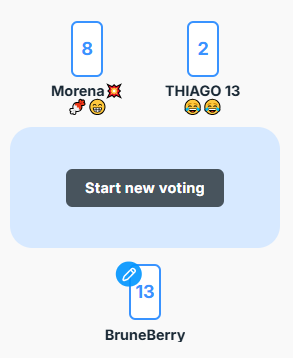 8 2
Morena💥 THIAGO 13
📌😁 😂😂
Start new voting
13
BruneBerry